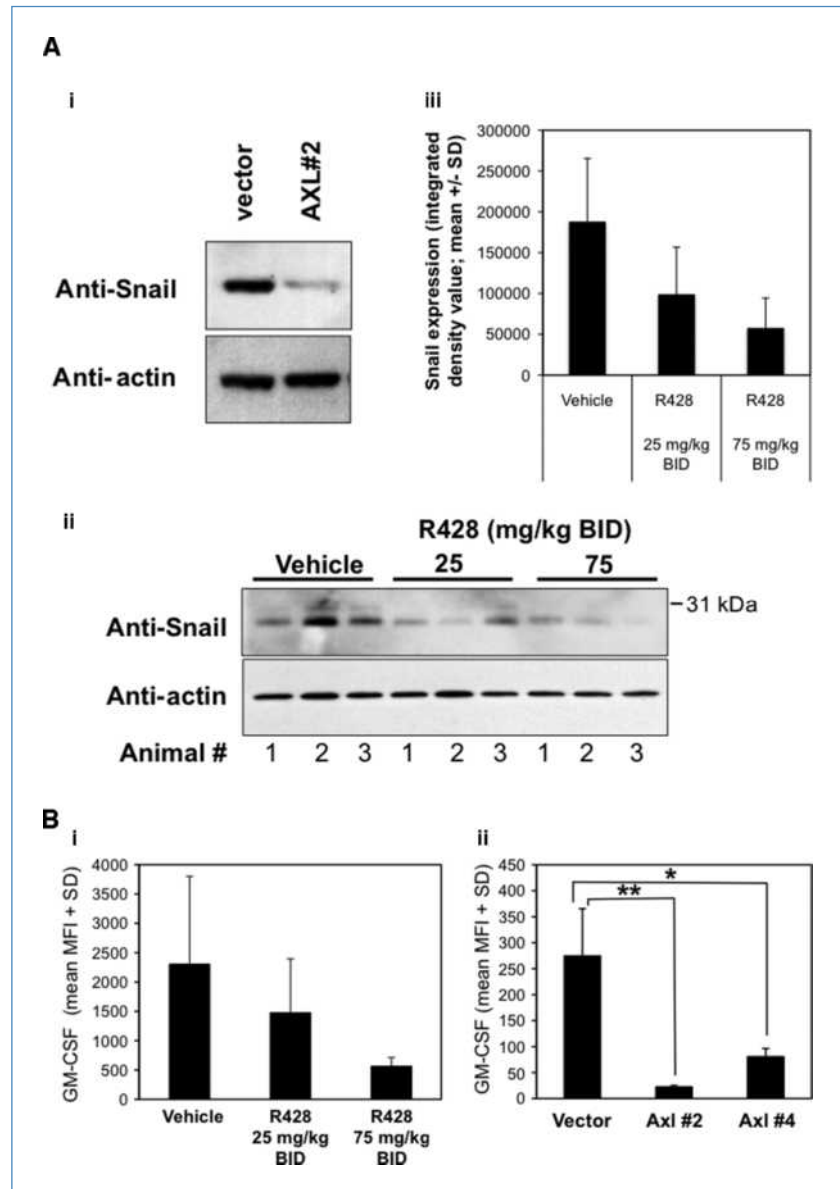 A
i
vector
AXL#2
Anti-Snail
Anti-actin
iii
Snail expression (integrated
density value; mean +/- SD)
300000
250000
200000
150000
100000
50000
0
Vehicle
R428
R428
25 mg/kg
BID
75 mg/kg
BID
ii
R428 (mg/kg BID)
Vehicle
25
75
31 kDa
Anti-Snail
Anti-actin
Animal #
1 2 3 1 2 3 1 2 3
B
i
GM-CSF (mean MFI + SD)
4000
3500
3000
2500
2000
1500
1000
500
0
Vehicle
R428
25 mg/kg
BID
R428
75 mg/kg
BID
ii
GM-CSF (mean MFI + SD)
450
400
350
300
250
200
150
100
50
0
*
**
Vector
Axl #2
Axl #4